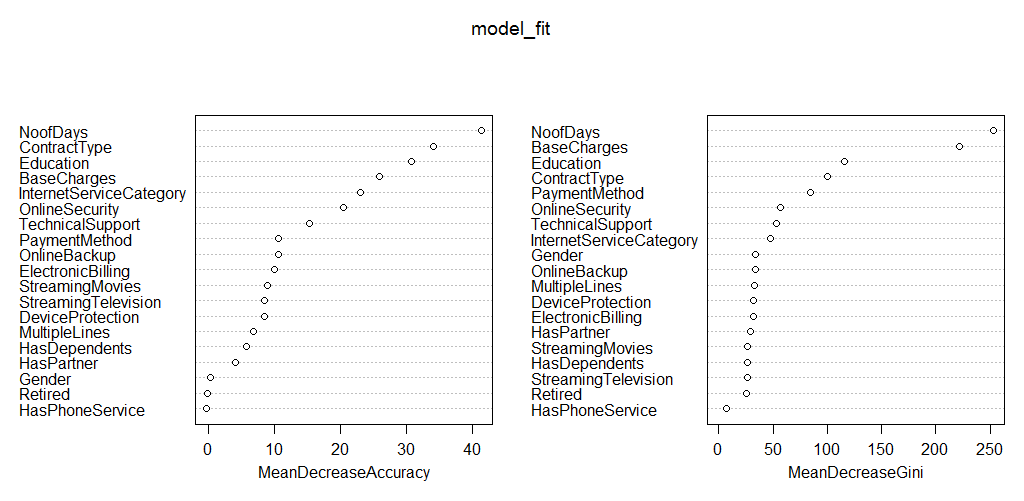 model_fit
NoofDays
ContractType
Education
BaseCharges
InternetServiceCategory
OnlineSecurity
TechnicalSupport
PaymentMethod
OnlineBackup
ElectronicBilling
StreamingMovies
StreamingTelevision
DeviceProtection
MultipleLines
HasDependents
HasPartner
Gender
Retired
HasPhoneService
0 10 20 30 40
MeanDecreaseAccuracy
NoofDays
BaseCharges
Education
ContractType
PaymentMethod
OnlineSecurity
TechnicalSupport
InternetServiceCategory
Gender
OnlineBackup
MultipleLines
DeviceProtection
ElectronicBilling
HasPartner
StreamingMovies
HasDependents
StreamingTelevision
Retired
HasPhoneService
0 50 100 150 200 250
MeanDecreaseGini